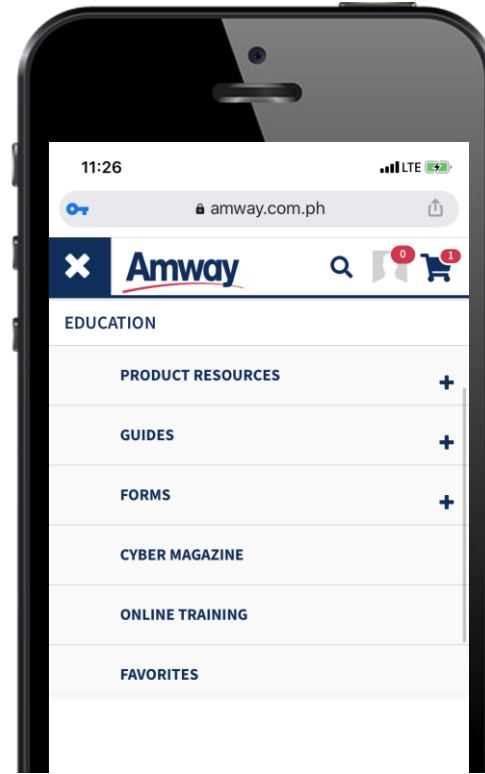 11:26
LTE
amway.com.ph
Amway
0
1
EDUCATION
PRODUCT RESOURCES
GUIDES
FORMS
CYBER MAGAZINE
ONLINE TRAINING
FAVORITES